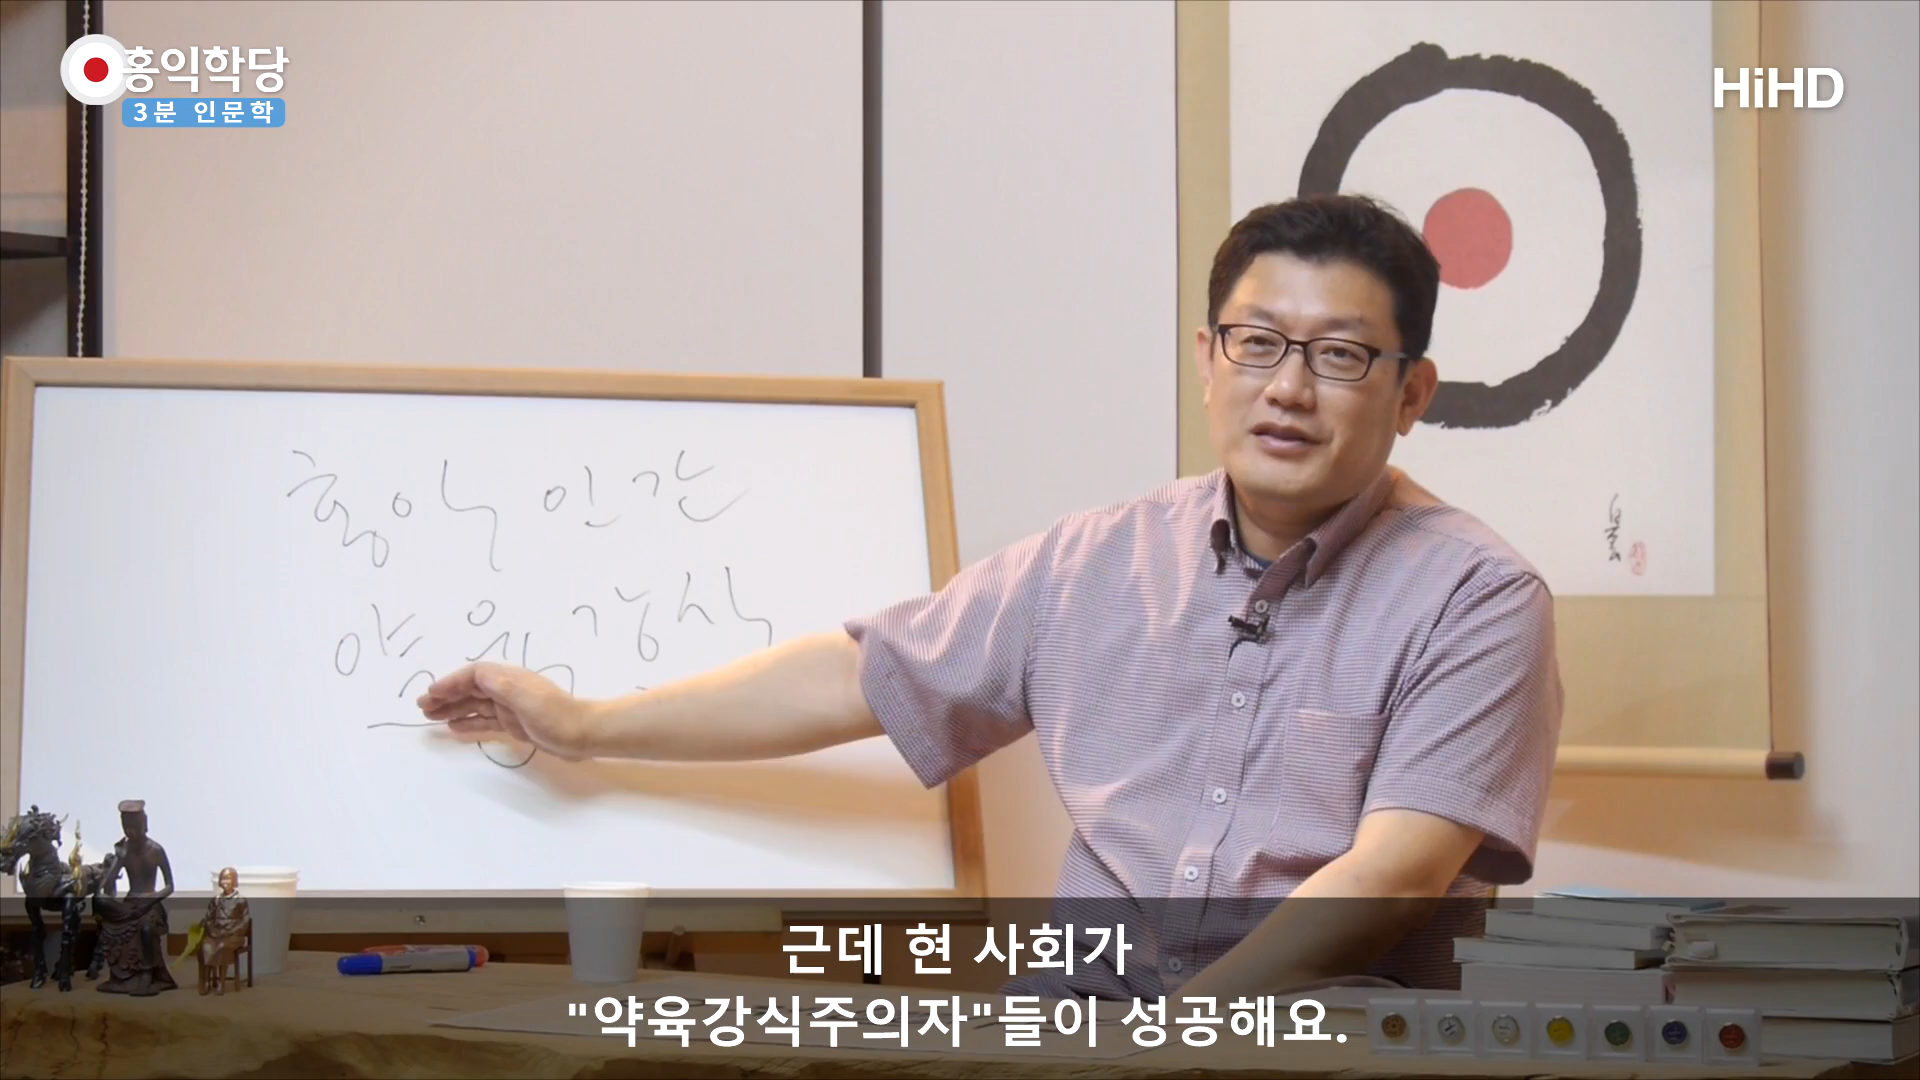 홍익학당
3분 인문학
HiHD
홍익인간
약육강식
근데 현 사회가
"약육강식주의자"들이 성공해요.